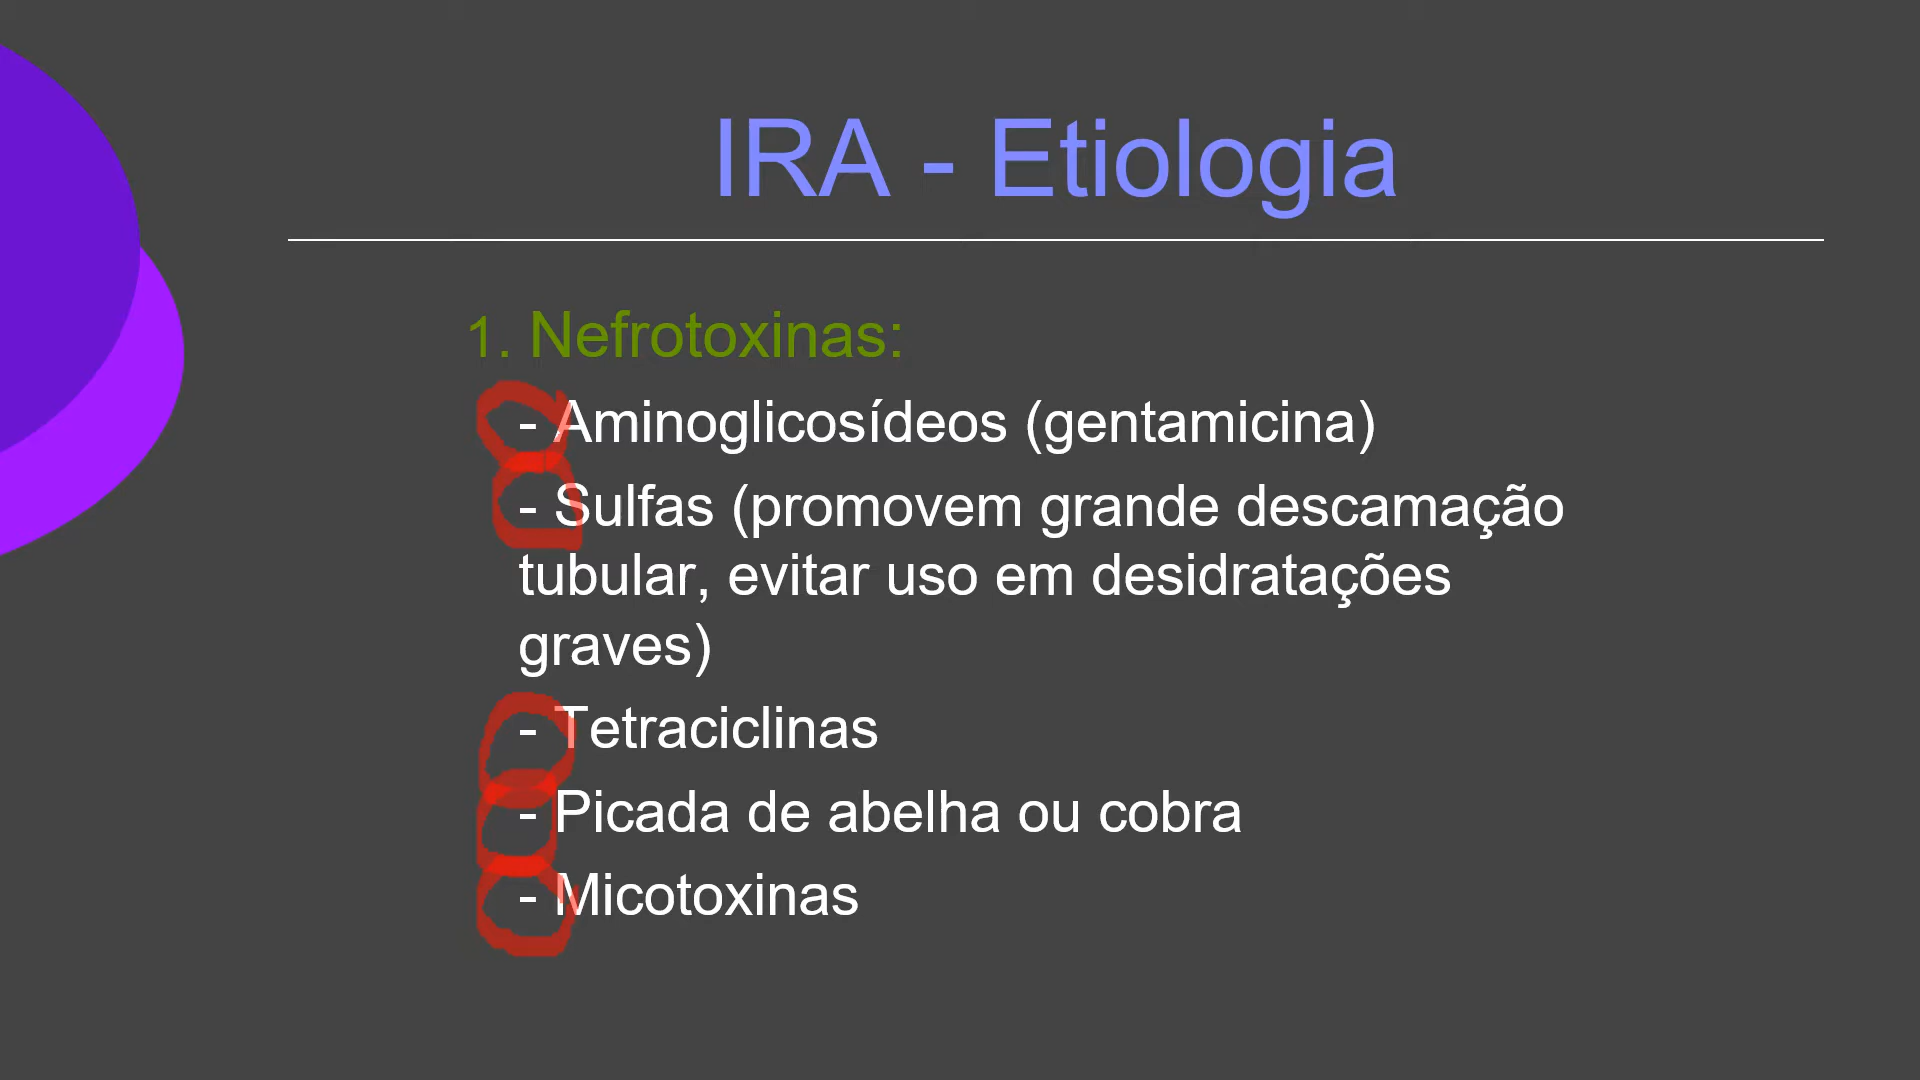 IRA - Etiologia
1. Nefrotoxinas:
- Aminoglicosídeos (gentamicina)
- Sulfas (promovem grande descamação
tubular, evitar uso em desidratações
graves)
- Tetraciclinas
- Picada de abelha ou cobra
- Micotoxinas